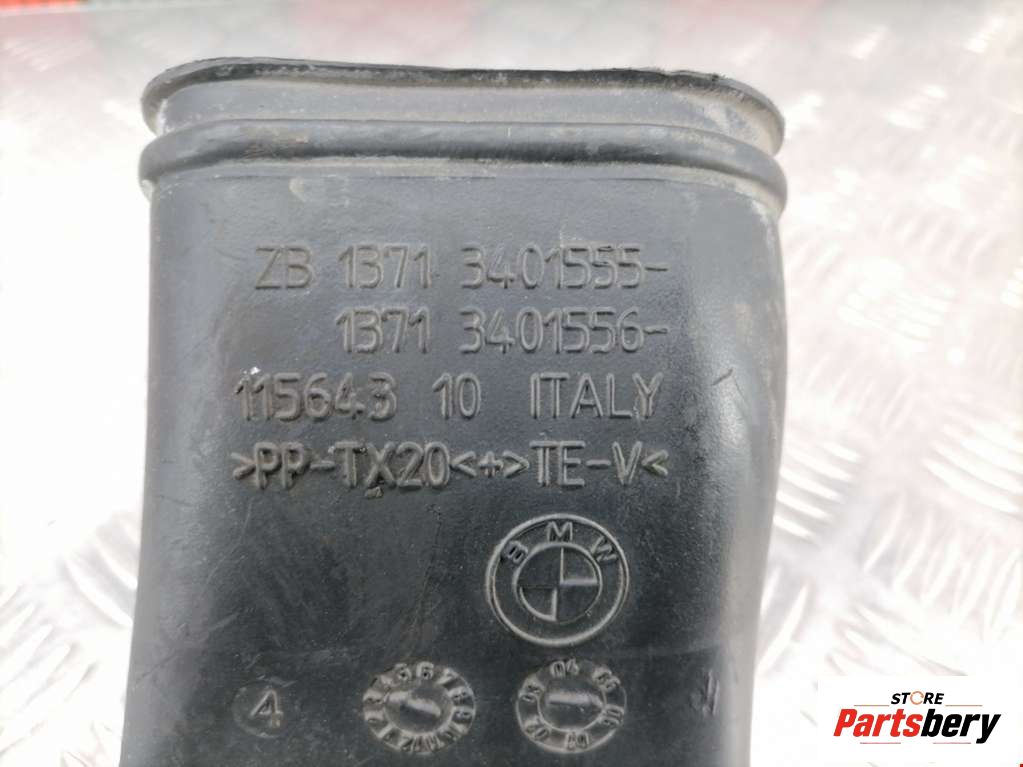 ZB 1371 3401555-
1371 3401556-
115643 10 ITALY
>PP-TX20<+>TE-V<
BMW
4
STORE
Partsbery